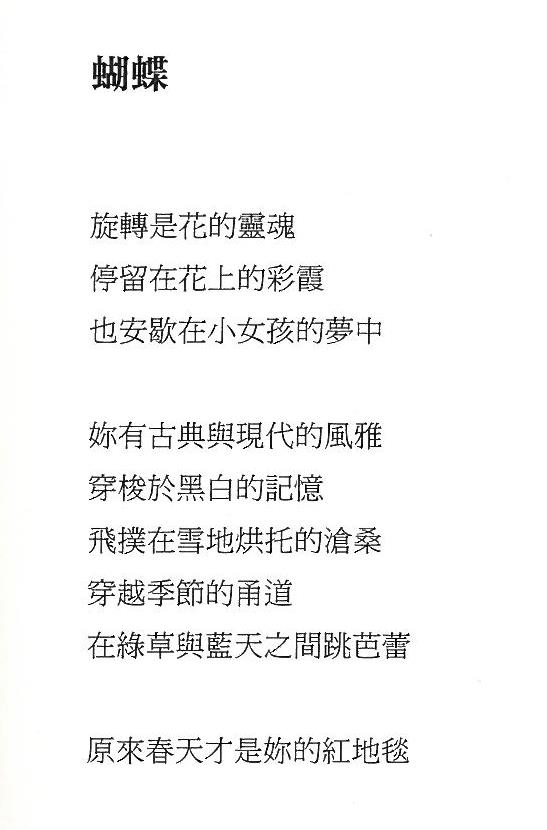 蝴蝶
旋轉是花的靈魂
停留在花上的彩霞
也安歇在小女孩的夢中
妳有古典與現代的風雅
穿梭於黑白的記憶
飛撲在雪地烘托的滄桑
穿越季節的甬道
在綠草與藍天之間跳芭蕾
原來春天才是妳的紅地毯